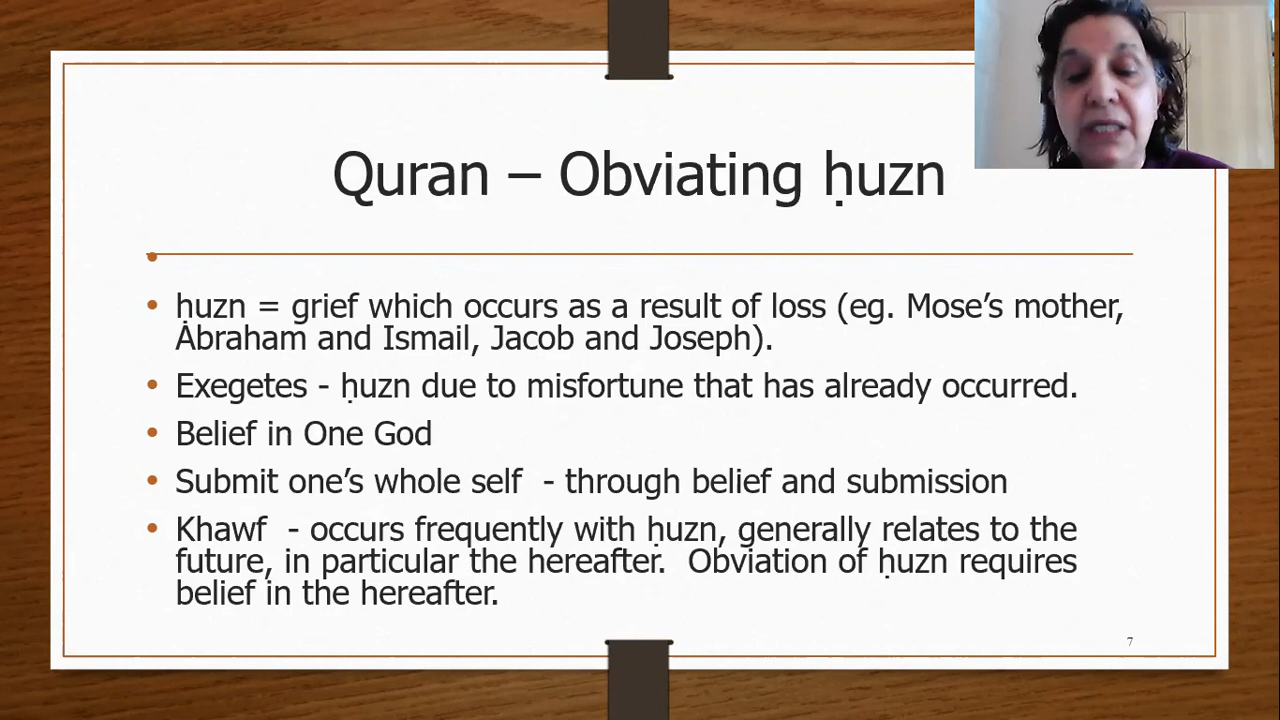 Quran – Obviating ḥuzn
•
• ḥuzn = grief which occurs as a result of loss (eg. Mose’s mother,
Abraham and Ismail, Jacob and Joseph).
• Exegetes - ḥuzn due to misfortune that has already occurred.
• Belief in One God
• Submit one’s whole self  - through belief and submission
• Khawf  - occurs frequently with ḥuzn, generally relates to the
future, in particular the hereafter.  Obviation of ḥuzn requires
belief in the hereafter.
7